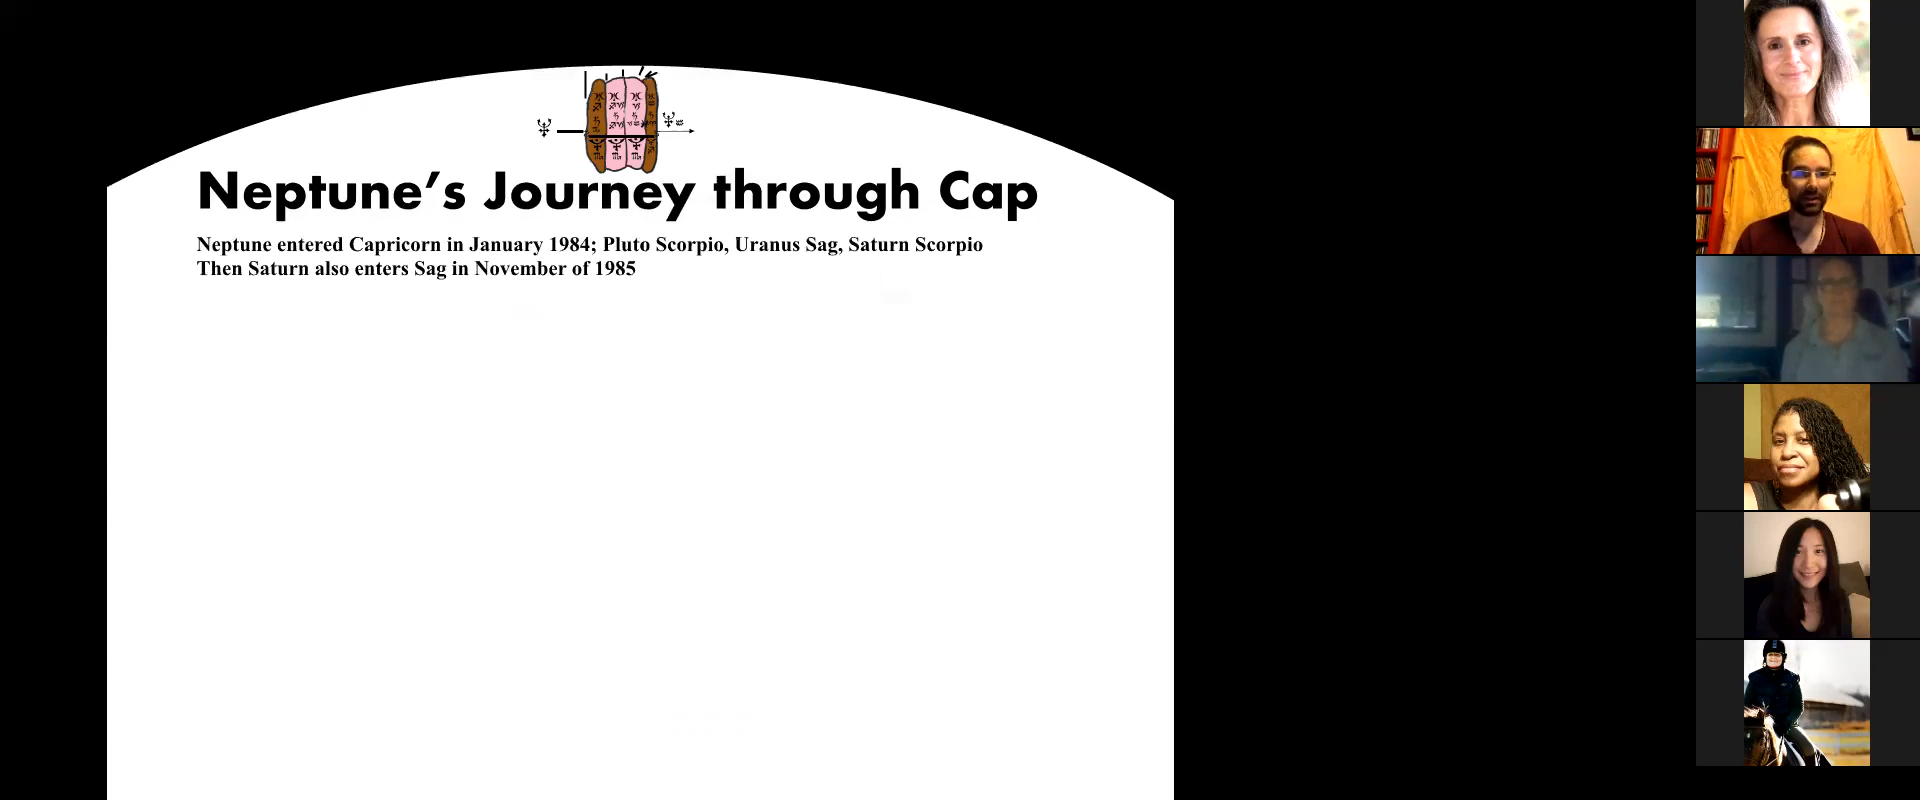 Neptune’s Journey through Cap
Neptune entered Capricorn in January 1984; Pluto Scorpio, Uranus Sag, Saturn Scorpio
Then Saturn also enters Sag in November of 1985